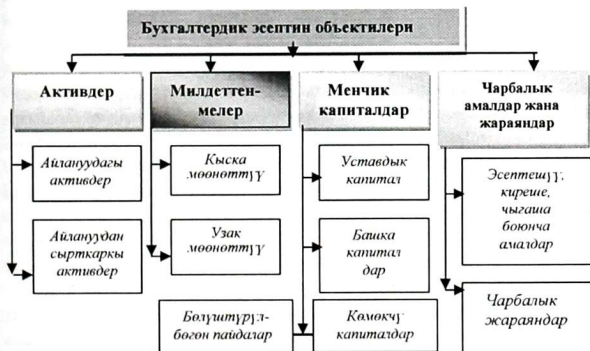 Бухгалтердик эсептин объектилери
Активдер
Милдеттен-
мелер
Менчик
капиталдар
Чарбалык
амалдар жана
жараяндар
Айлануудагы
активдер
Айлануудан
сырткаркы
активдер
Кыска
мөөнөттүү
Узак
мөөнөттүү
Уставдык
капитал
Башка
капитал
дар
Бөлүштүрүл-
бөгөн пайдалар
Көмөкчү
капиталдар
Эсептешүү,
киреше,
чыгаша
боюнча
амалдар
Чарбалык
жараяндар